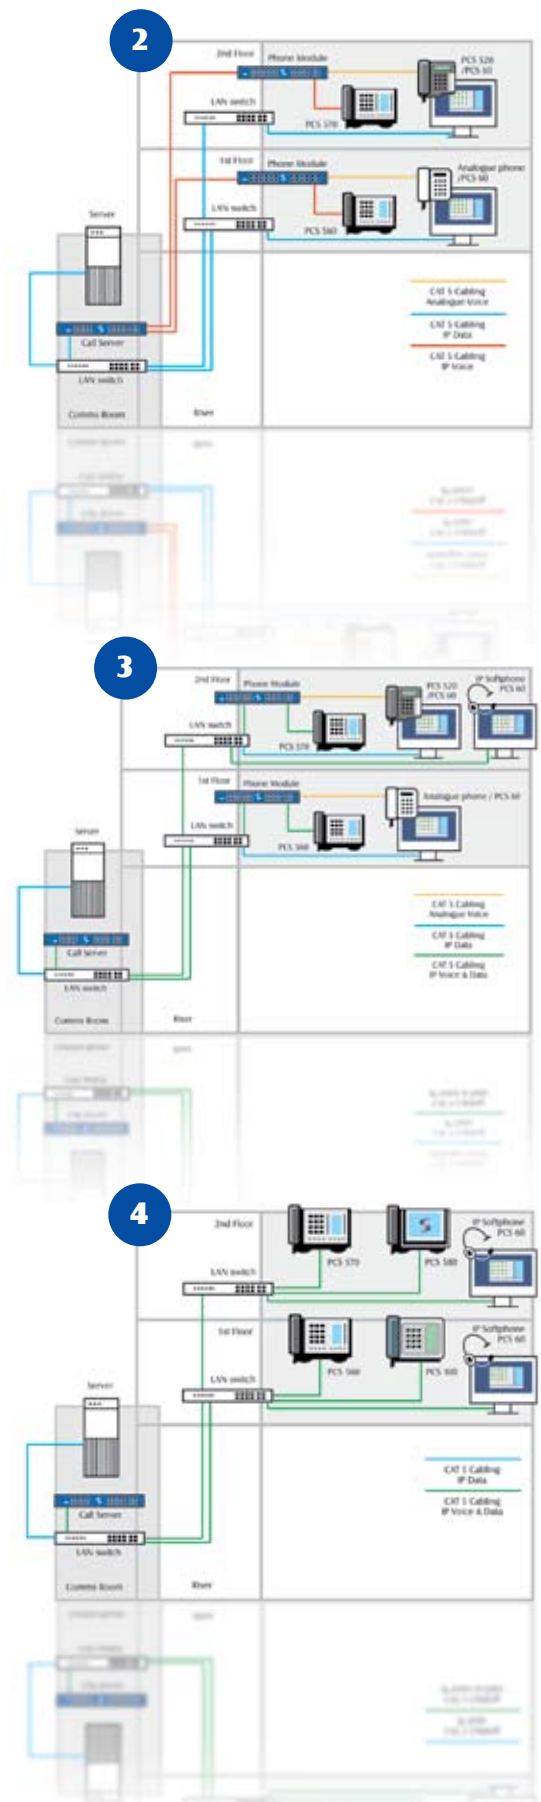 2
2nd Floor
Phone Module
PCS 520
/PCS 60
LAN switch
PCS 570
1st Floor
Phone Module
Analogue phone
/PCS 60
LAN switch
PCS 560
Server
CAT 5 Cabling
Analogue Voice
CAT 5 Cabling
IP Data
Call Server
CAT 5 Cabling
IP Voice
LAN switch
Comms Room
Riser
3
2nd Floor
Phone Module
PCS 520
/PCS 60
IP Softphone
PCS 60
LAN switch
PCS 570
1st Floor
Phone Module
Analogue phone / PCS 60
LAN switch
PCS 560
Server
CAT 5 Cabling
Analogue Voice
CAT 5 Cabling
IP Data
Call Server
CAT 5 Cabling
IP Voice & Data
LAN switch
Comms Room
Riser
4
2nd Floor
IP Softphone
PCS 60
PCS 570
PCS 580
LAN switch
1st Floor
IP Softphone
PCS 60
PCS 560
PCS
LAN switch
Server
CAT 5 Cabling
IP Data
CAT 5 Cabling
IP Voice & Data
Call Server
LAN switch
Comms Room
Riser